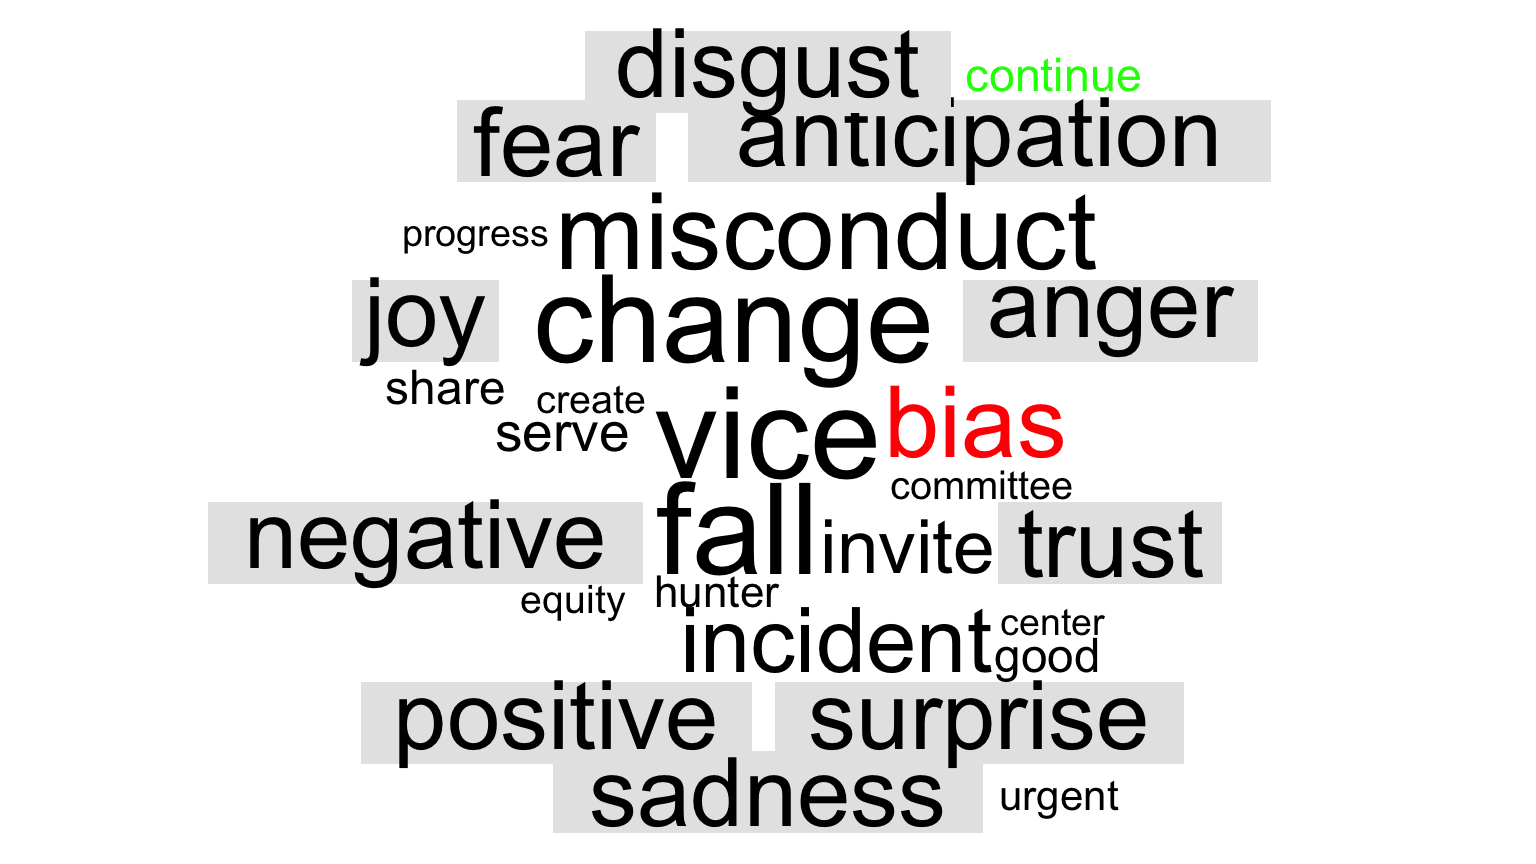 disgust
continue
fear
anticipation
progress
misconduct
joy
change
anger
share
create
serve
vice
bias
committee
negative
fall
invite
trust
equity
hunter
incident
center
good
positive
surprise
sadness
urgent